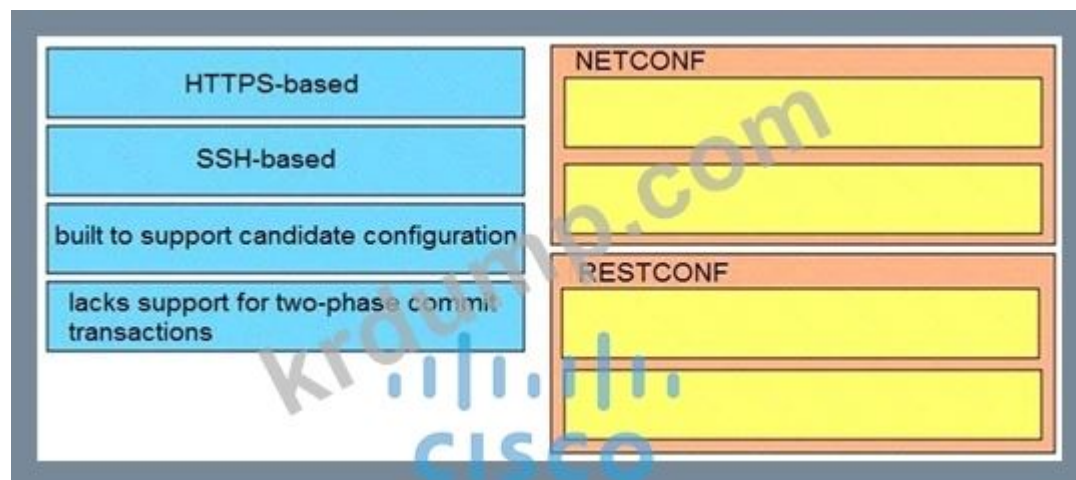 HTTPS-based
SSH-based
built to support candidate configuration
lacks support for two-phase commit
transactions
NETCONF
RESTCONF
krdump.com
CISCO